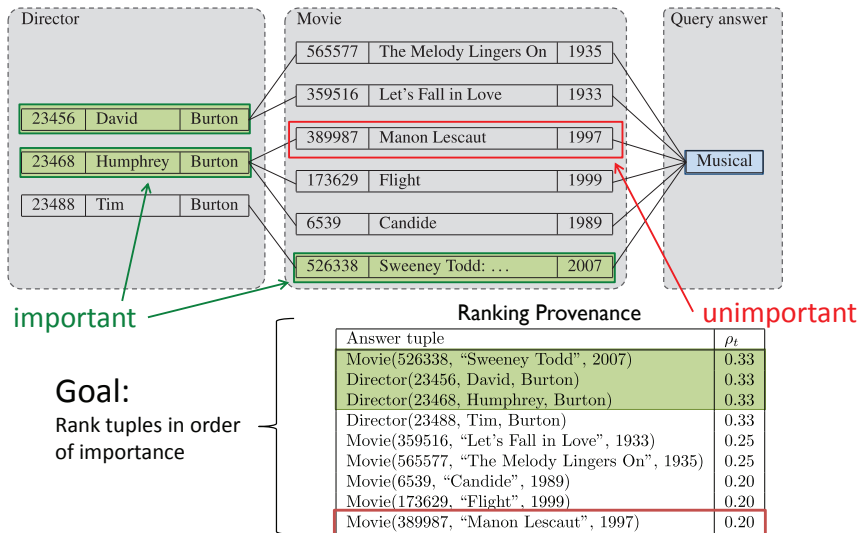 Director
Movie
Query answer
565577 The Melody Lingers On 1935
359516 Let's Fall in Love 1933
23456 David Burton
389987 Manon Lescaut 1997
23468 Humphrey Burton
Musical
173629 Flight 1999
23488 Tim Burton
6539 Candide 1989
526338 Sweeney Todd: ... 2007
important
unimportant
Ranking Provenance
Answer tuple ρt
Movie(526338, “Sweeney Todd”, 2007) 0.33
Director(23456, David, Burton) 0.33
Director(23468, Humphrey, Burton) 0.33
Director(23488, Tim, Burton) 0.33
Movie(359516, “Let's Fall in Love”, 1933) 0.25
Movie(565577, “The Melody Lingers On”, 1935) 0.25
Movie(6539, “Candide”, 1989) 0.20
Movie(173629, “Flight”, 1999) 0.20
Movie(389987, “Manon Lescaut”, 1997) 0.20
Goal:
Rank tuples in order
of importance